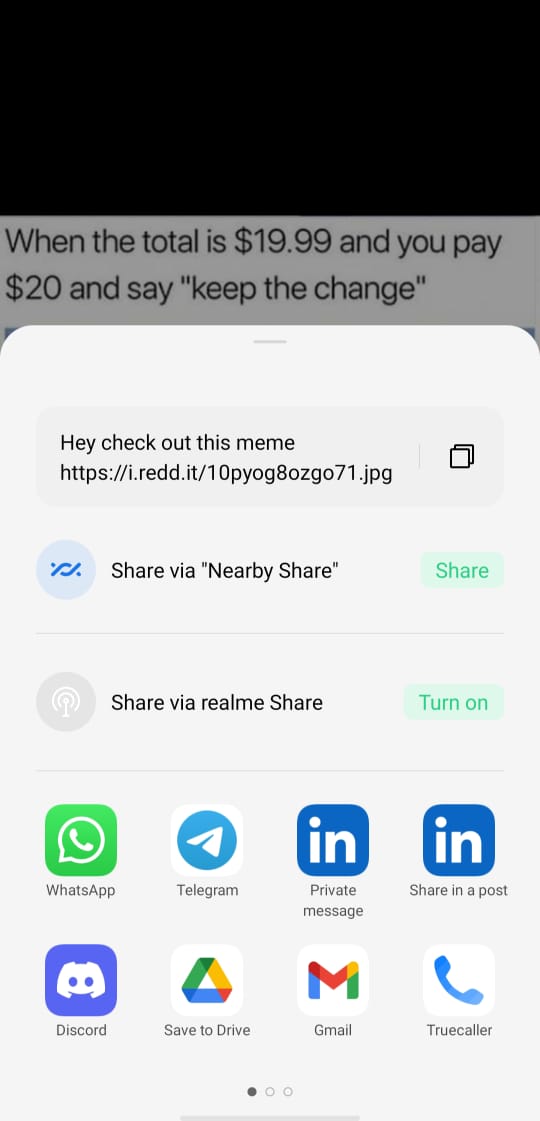 When the total is $19.99 and you pay
$20 and say "keep the change"
Hey check out this meme
https://i.redd.it/10pyog8ozgo71.jpg
Share via "Nearby Share"
Share
Share via realme Share
Turn on
in
in
WhatsApp
Telegram
Private
message
Share in a post
Discord
Save to Drive
Gmail
Truecaller